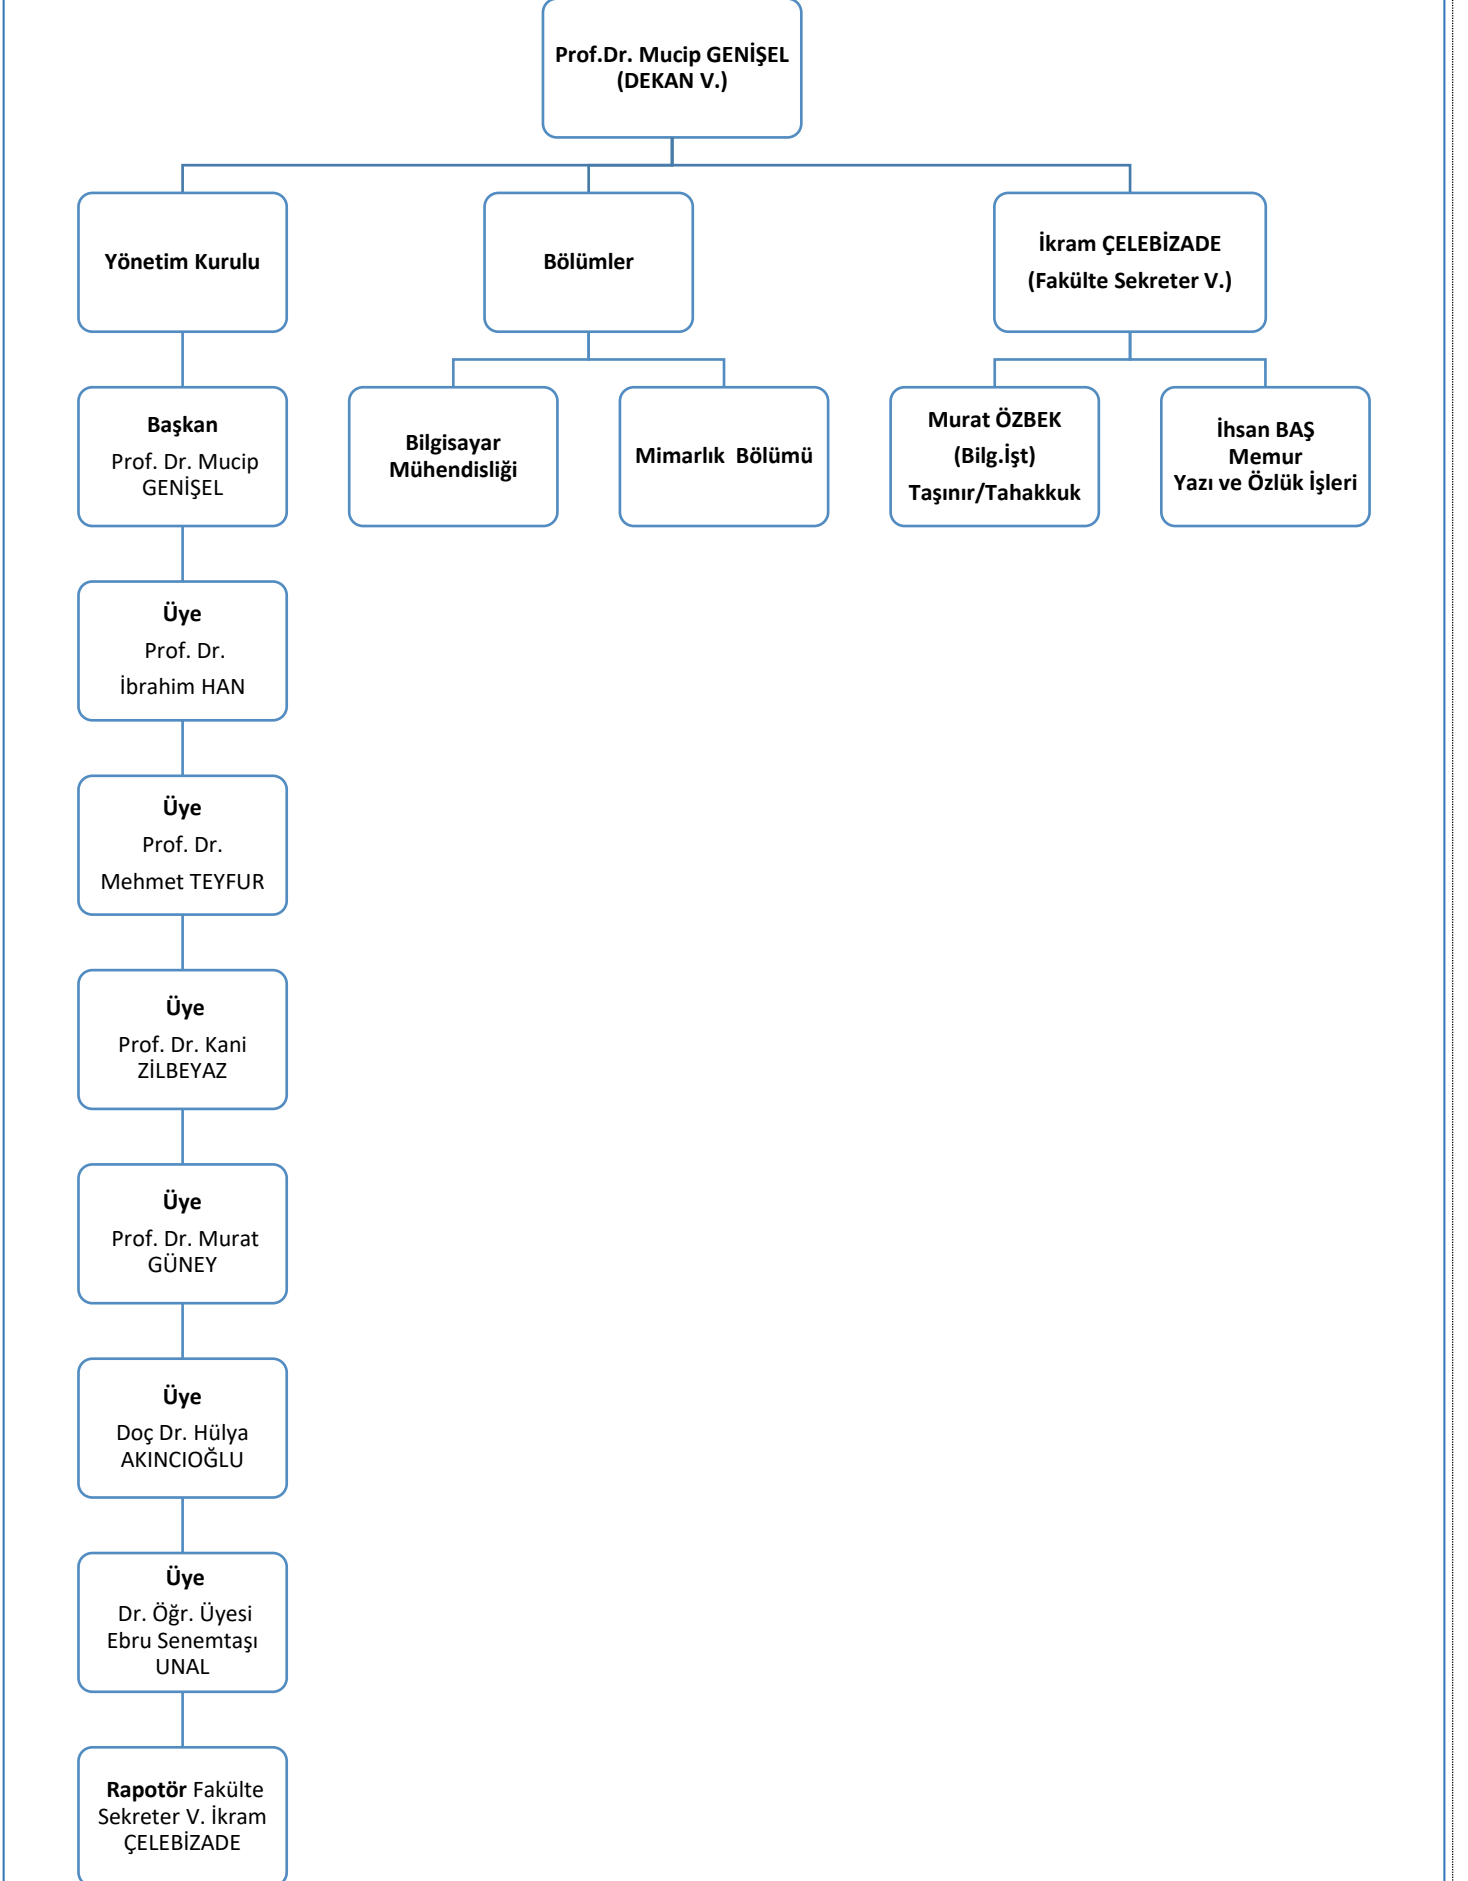 Prof.Dr. Mucip GENİŞEL
(DEKAN V.)
Yönetim Kurulu
Bölümler
İkram ÇELEBİZADE
(Fakülte Sekreter V.)
Başkan
Prof. Dr. Mucip
GENİŞEL
Bilgisayar
Mühendisliği
Mimarlık  Bölümü
Murat ÖZBEK
(Bilg.İşt)
Taşınır/Tahakkuk
İhsan BAŞ
Memur
Yazı ve Özlük İşleri
Üye
Prof. Dr.
İbrahim HAN
Üye
Prof. Dr.
Mehmet TEYFUR
Üye
Prof. Dr. Kani
ZİLBEYAZ
Üye
Prof. Dr. Murat
GÜNEY
Üye
Doç Dr. Hülya
AKINCIOĞLU
Üye
Dr. Öğr. Üyesi
Ebru Senemtaşı
UNAL
Rapotör Fakülte
Sekreter V. İkram
ÇELEBİZADE